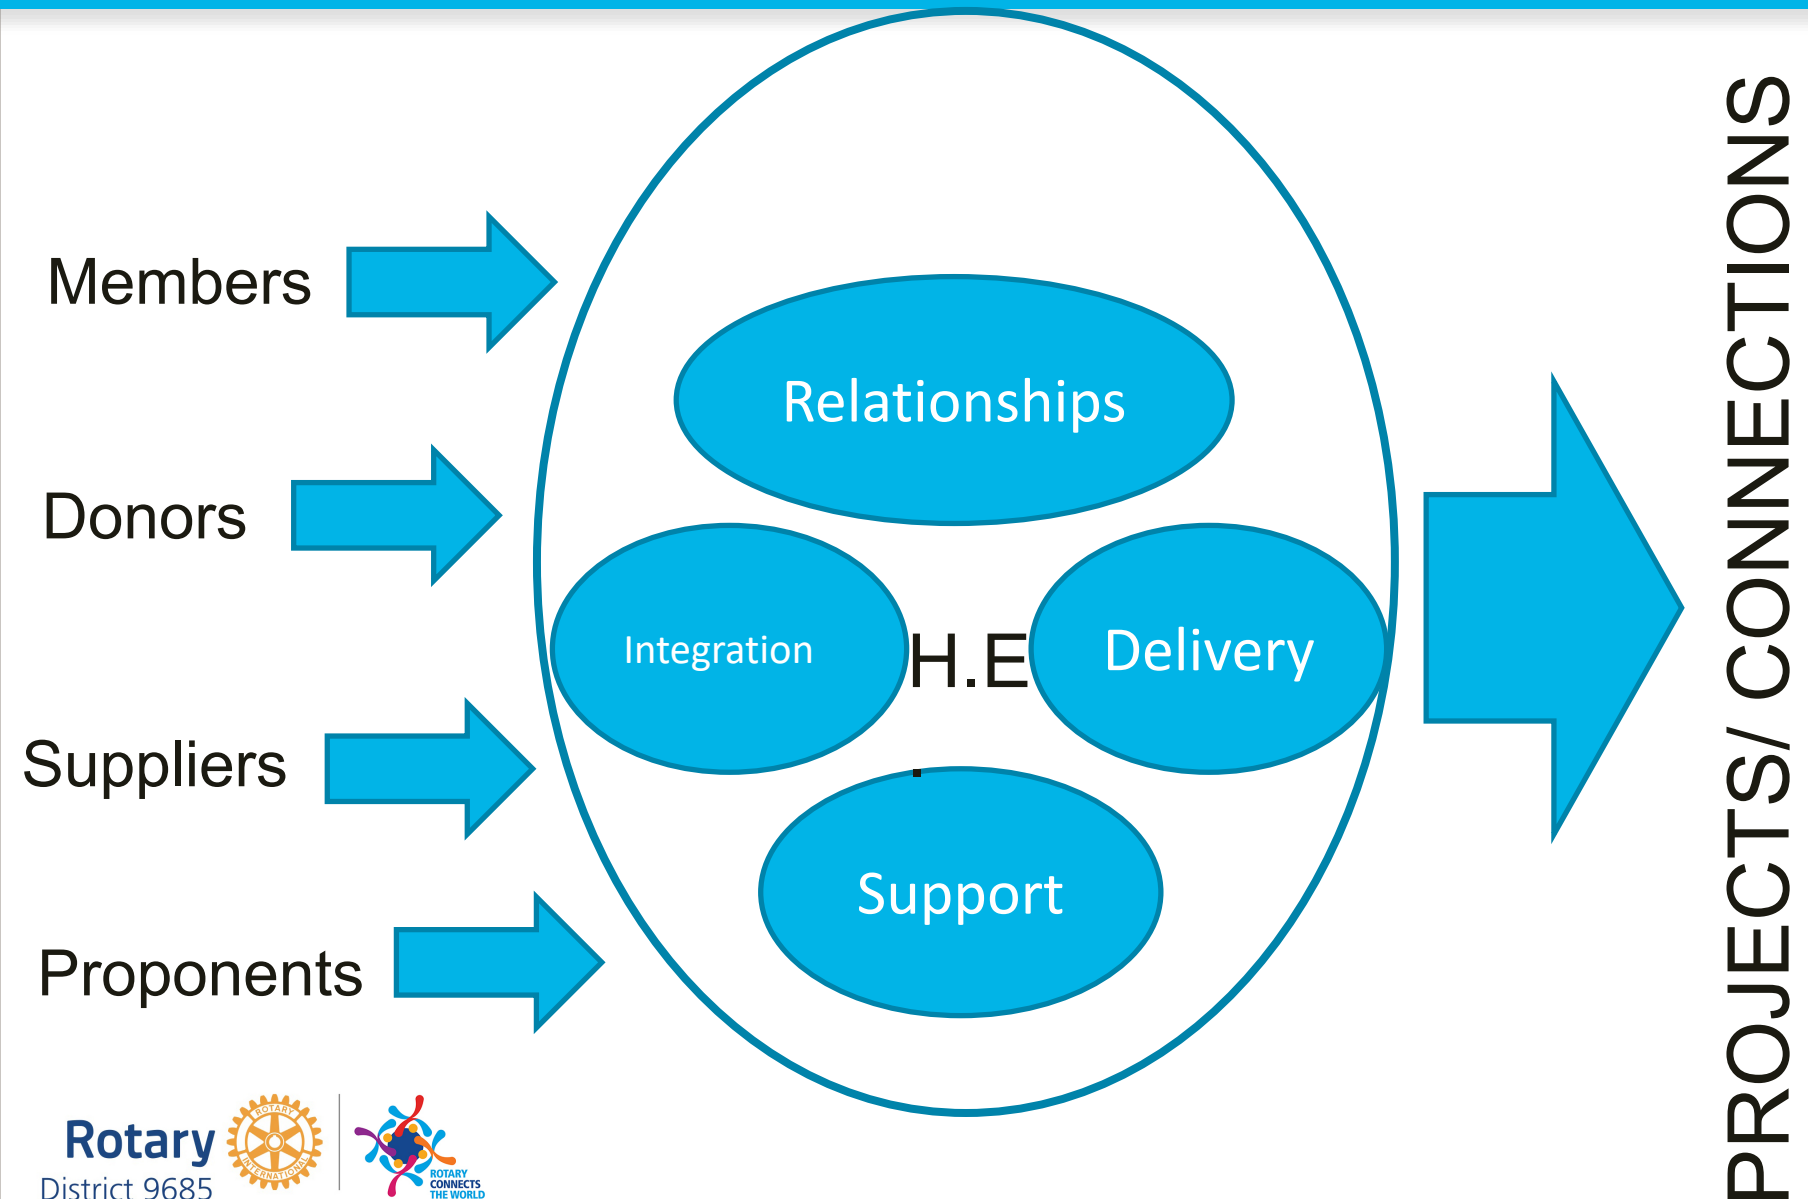 Members
Donors
Suppliers
Proponents
Relationships
Integration
H.E
.
Delivery
Support
PROJECTS/ CONNECTIONS
Rotary
District 9685
ROTARY
INTERNATIONAL
ROTARY
CONNECTS
THE WORLD